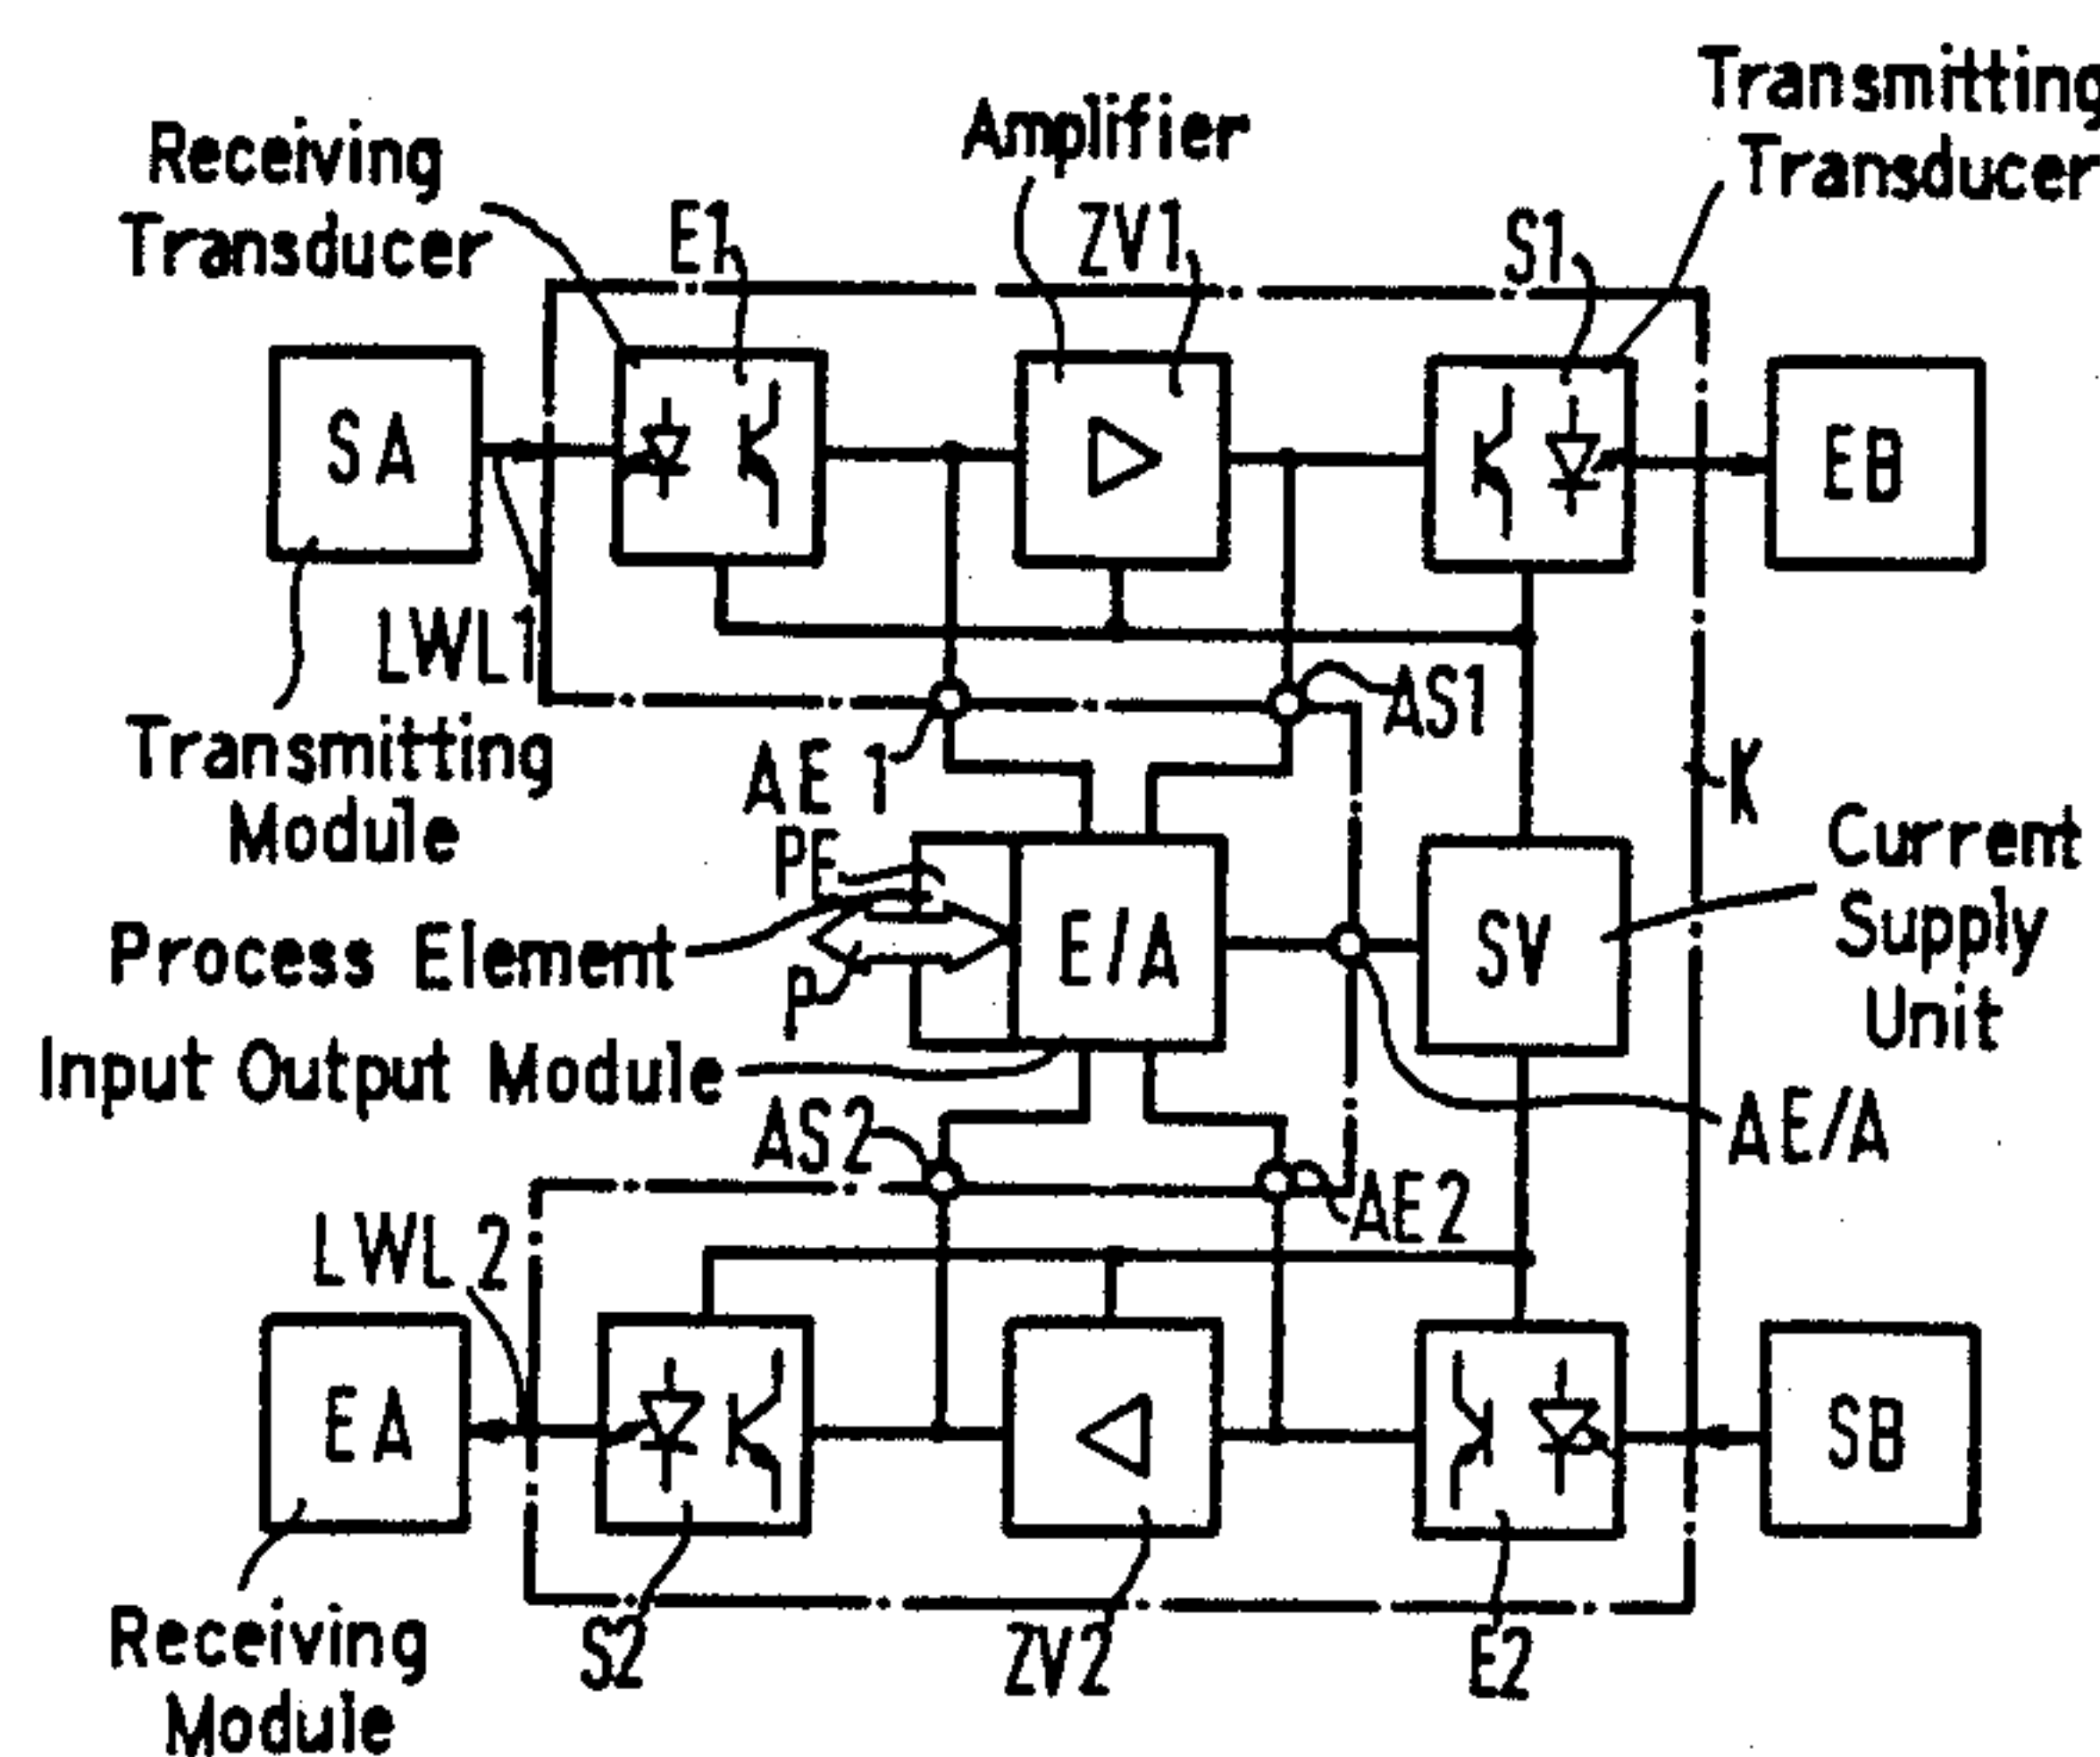 Transmitting
Transducer
Amplifier
Receiving
Transducer
E1
ZV1
S1
SA
EB
LWL1
Transmitting
Module
AE 1
AS1
K
PE
Current
Supply
Unit
Process Element
E/A
SV
P
Input Output Module
AS2
AE/A
AE2
LWL 2
EA
SB
Receiving
Module
S2
ZV2
E2